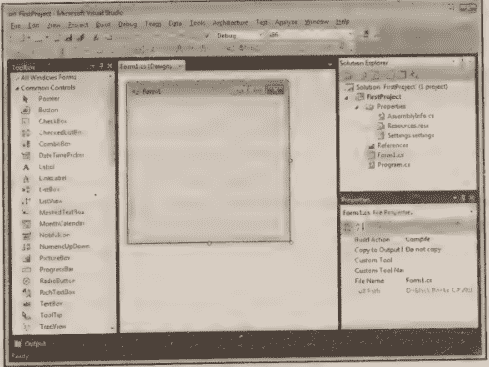 FirstProject - Microsoft Visual Studio
File Edit View Project Build Debug Team Data Tools Architecture Test Analyze Window Help
Debug x86
Toolbox
All Windows Forms
Common Controls
Pointer
Button
CheckBox
CheckedListBox
ComboBox
DateTimePicker
Label
LinkLabel
ListBox
ListView
MaskedTextBox
MonthCalendar
NotifyIcon
NumericUpDown
PictureBox
ProgressBar
RadioButton
RichTextBox
TextBox
ToolTip
TreeView
Form1.cs [Design]
Form1
Solution Explorer
Solution 'FirstProject' (1 project)
FirstProject
Properties
AssemblyInfo.cs
Resources.resx
Settings.settings
References
Form1.cs
Program.cs
Properties
Form1.cs File Properties
Build Action Compile
Copy to Output Do not copy
Custom Tool
Custom Tool Na
File Name Form1.cs
Full Path
Output
Ready